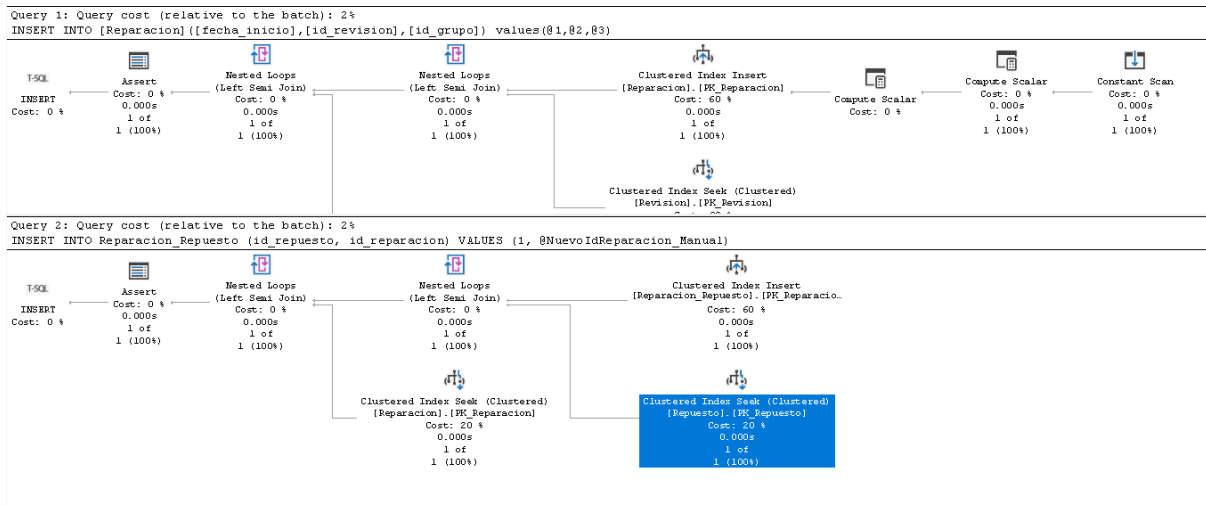 Query 1: Query cost (relative to the batch): 2%
INSERT INTO [Reparacion]([fecha_inicio],[id_revision],[id_grupo]) values(@1,@2,@3)
T-SQL
INSERT
Cost: 0 %
Assert
Cost: 0 %
0.000s
1 of
1 (100%)
Nested Loops
(Left Semi Join)
Cost: 0 %
0.000s
1 of
1 (100%)
Nested Loops
(Left Semi Join)
Cost: 0 %
0.000s
1 of
1 (100%)
Clustered Index Insert
[Reparacion].[PK_Reparacion]
Cost: 60 %
0.000s
1 of
1 (100%)
Compute Scalar
Cost: 0 %
Compute Scalar
Cost: 0 %
0.000s
1 of
1 (100%)
Constant Scan
Cost: 0 %
0.000s
1 of
1 (100%)
Clustered Index Seek (Clustered)
[Revision].[PK_Revision]
Query 2: Query cost (relative to the batch): 2%
INSERT INTO Reparacion_Repuesto (id_repuesto, id_reparacion) VALUES (1, @NuevoIdReparacion_Manual)
T-SQL
INSERT
Cost: 0 %
Assert
Cost: 0 %
0.000s
1 of
1 (100%)
Nested Loops
(Left Semi Join)
Cost: 0 %
0.000s
1 of
1 (100%)
Nested Loops
(Left Semi Join)
Cost: 0 %
0.000s
1 of
1 (100%)
Clustered Index Insert
[Reparacion_Repuesto].[PK_Reparacio…
Cost: 60 %
0.000s
1 of
1 (100%)
Clustered Index Seek (Clustered)
[Reparacion].[PK_Reparacion]
Cost: 20 %
0.000s
1 of
1 (100%)
Clustered Index Seek (Clustered)
[Repuesto].[PK_Repuesto]
Cost: 20 %
0.000s
1 of
1 (100%)